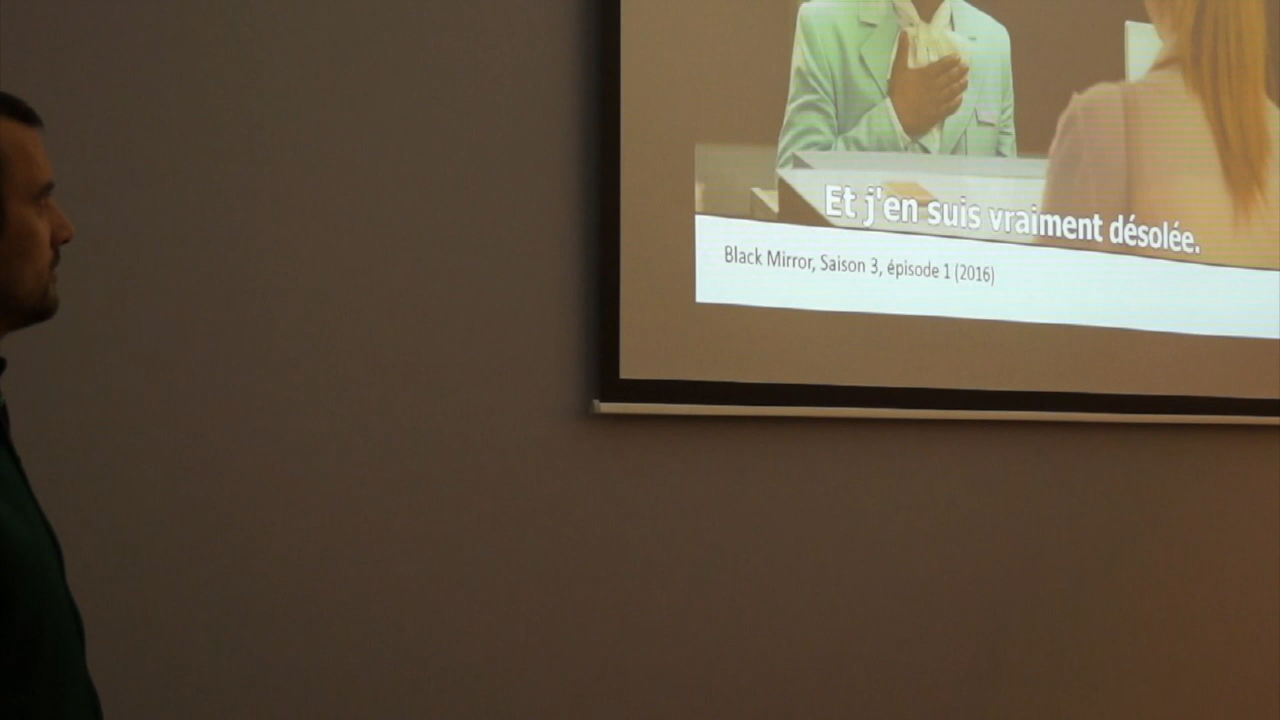 Et j'en suis vraiment désolée.
Black Mirror, Saison 3, épisode 1 (2016)